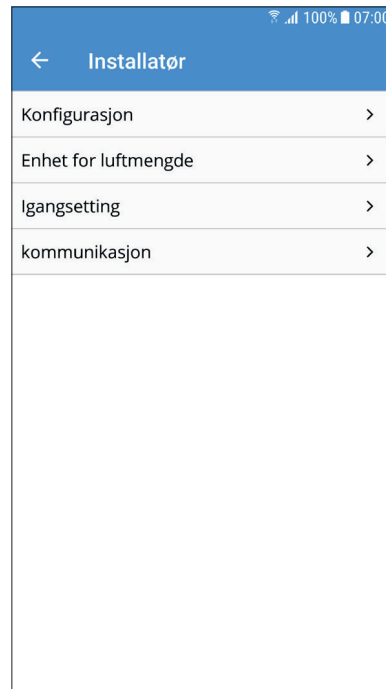 100% 07:00
Installatør
Konfigurasjon
Enhet for luftmengde
Igangsetting
kommunikasjon